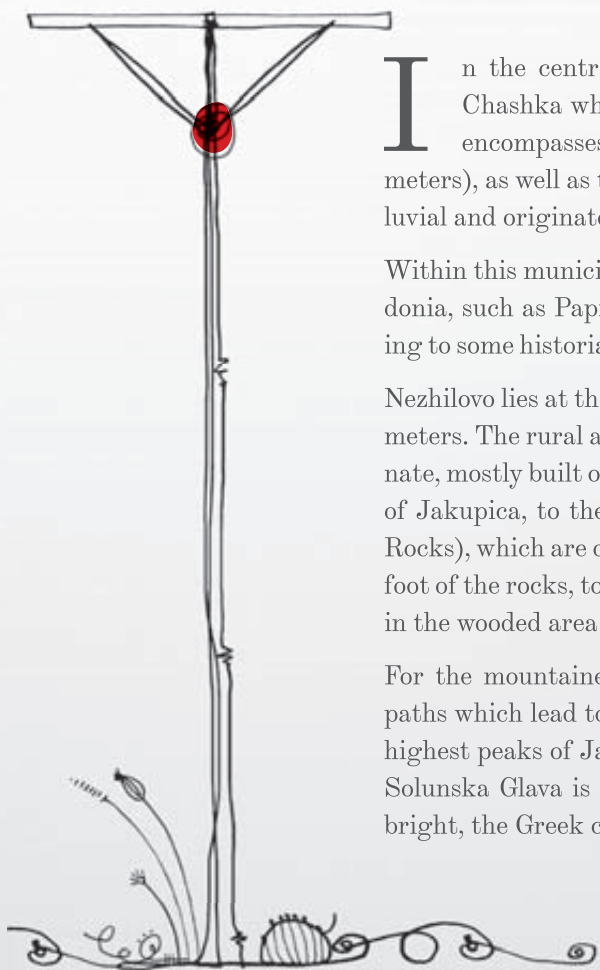 In the centr
Chashka wh
encompasses
meters), as well as t
luvial and originate
Within this munici
donia, such as Pap
ing to some historia
Nezhilovo lies at th
meters. The rural a
nate, mostly built o
of Jakupica, to the
Rocks), which are o
foot of the rocks, to
in the wooded area
For the mountaine
paths which lead to
highest peaks of Ja
Solunska Glava is
bright, the Greek c